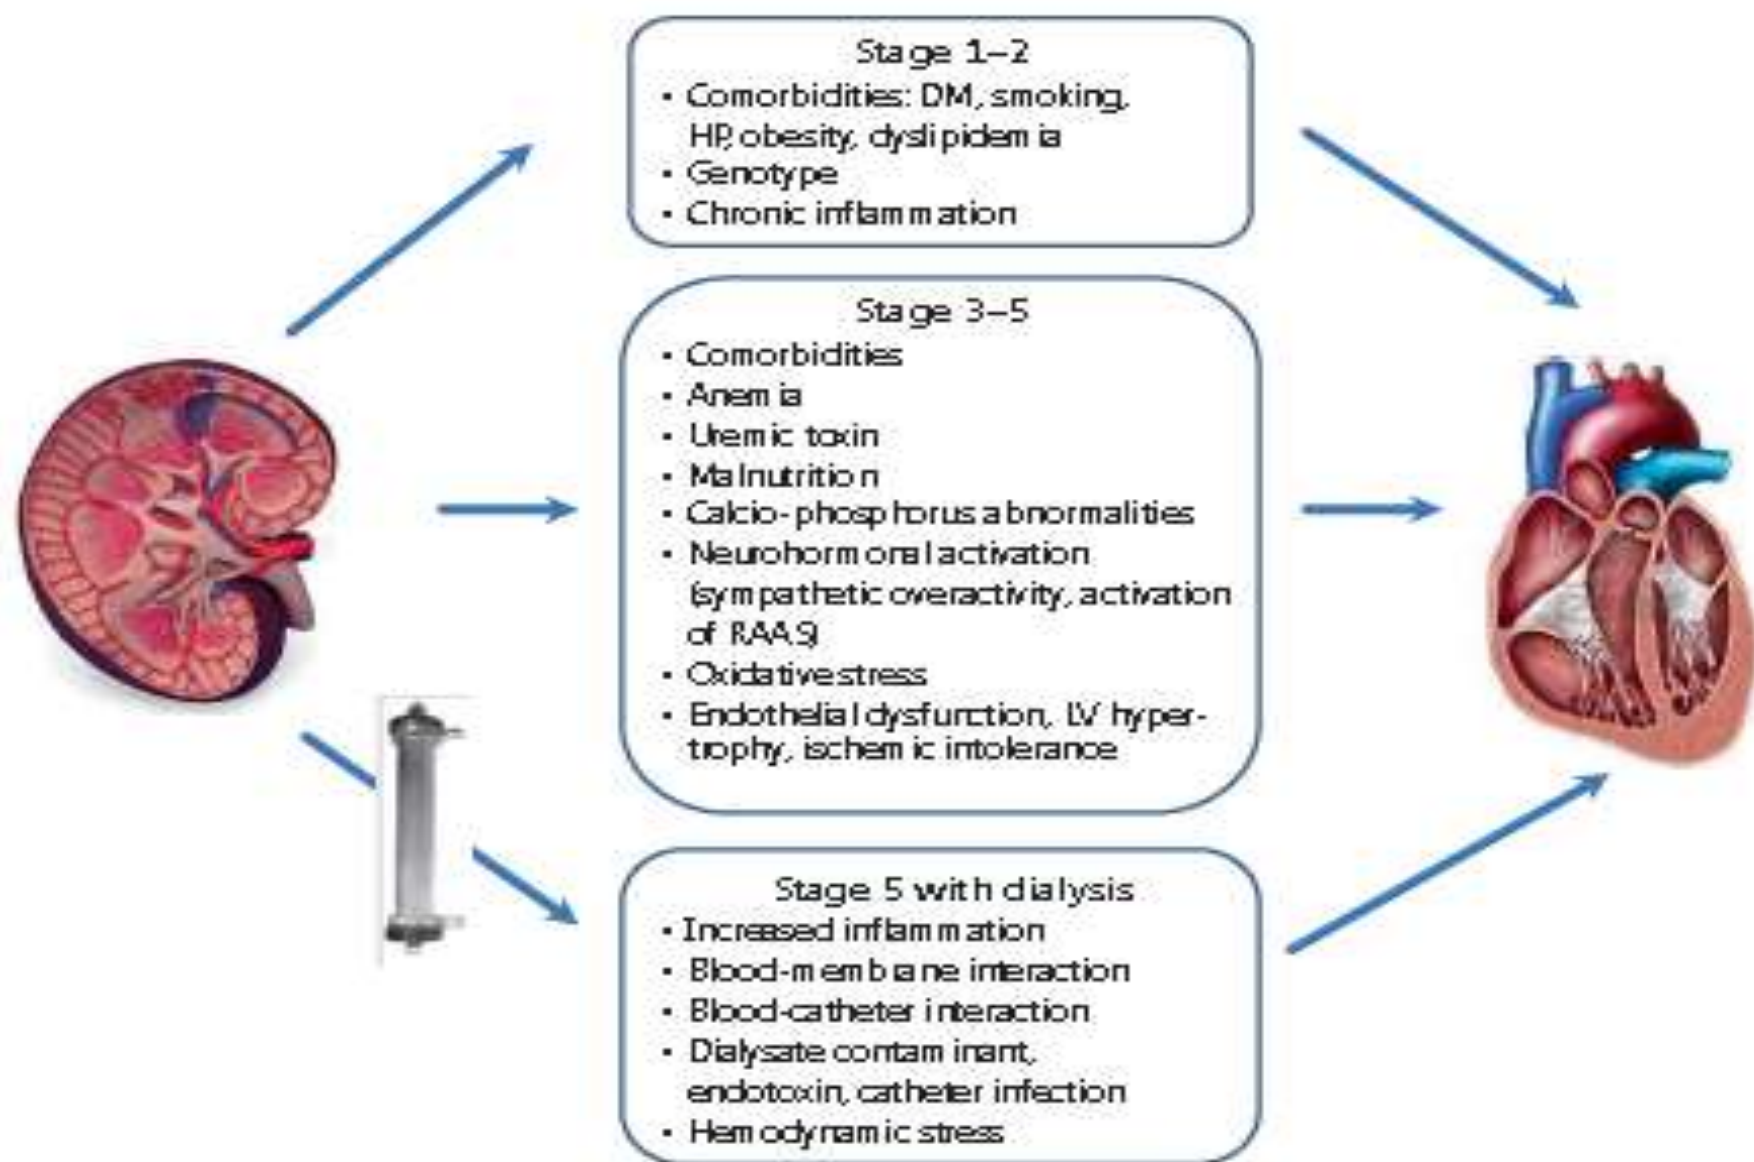 Stage 1–2
• Comorbidities: DM, smoking,
HP, obesity, dyslipidemia
• Genotype
• Chronic inflammation
Stage 3–5
• Comorbidities
• Anemia
• Uremic toxin
• Malnutrition
• Calcio-phosphorus abnormalities
• Neurohormonal activation
(sympathetic overactivity, activation
of RAAS)
• Oxidative stress
• Endothelial dysfunction, LV hyper-
trophy, ischemic intolerance
Stage 5 with dialysis
• Increased inflammation
• Blood-membrane interaction
• Blood-catheter interaction
• Dialysate contaminant,
endotoxin, catheter infection
• Hemodynamic stress